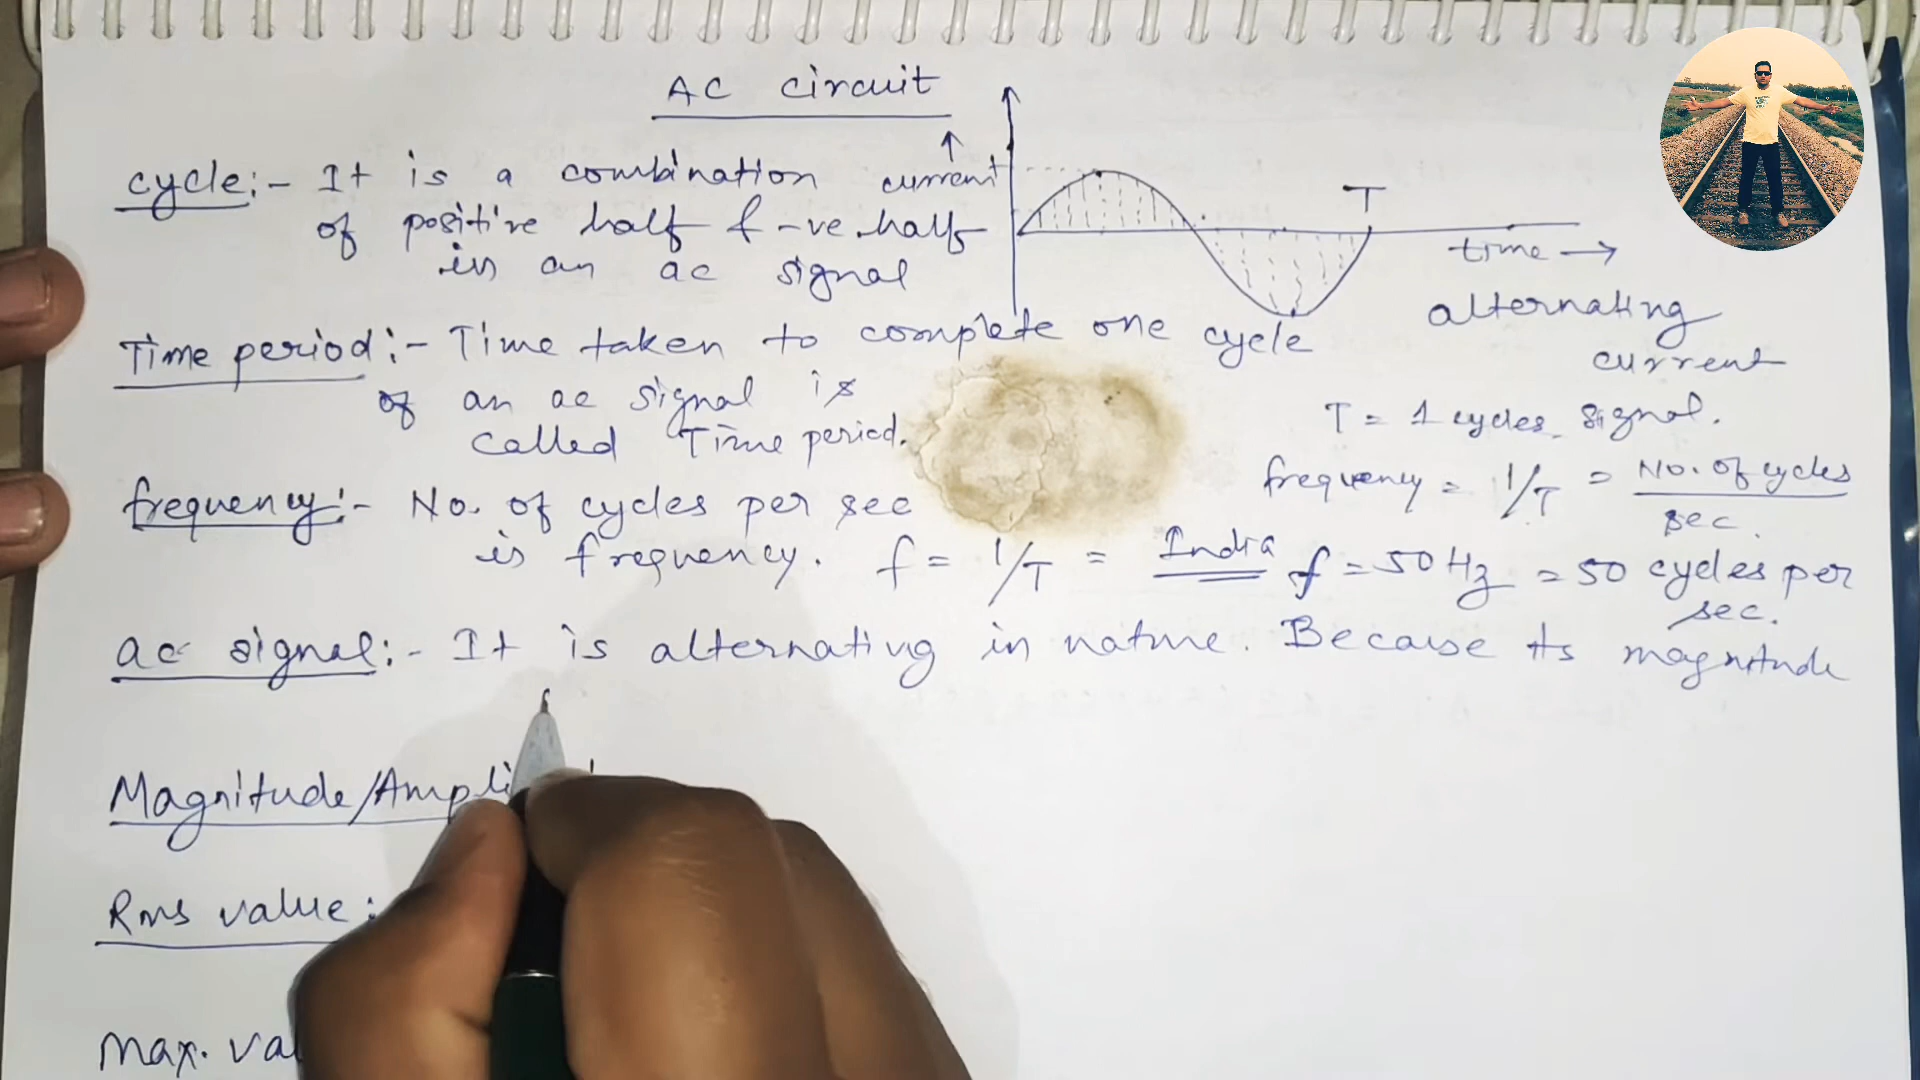 AC circuit
cycle:- It is a combination
of positive half & -ve half
in an ac signal
current
T
time →
alternating
current
Time period:- Time taken to complete one cycle
of an ac signal is
called Time period.
T = 1 cycles signal.
frequency = 1/T = No. of cycles
sec.
frequency:- No. of cycles per sec
is frequency. f = 1/T = India f = 50 Hz = 50 cycles per
sec.
ac signal:- It is alternating in nature. Because its magnitude
Magnitude/Ampli
Rms value:
Max. val